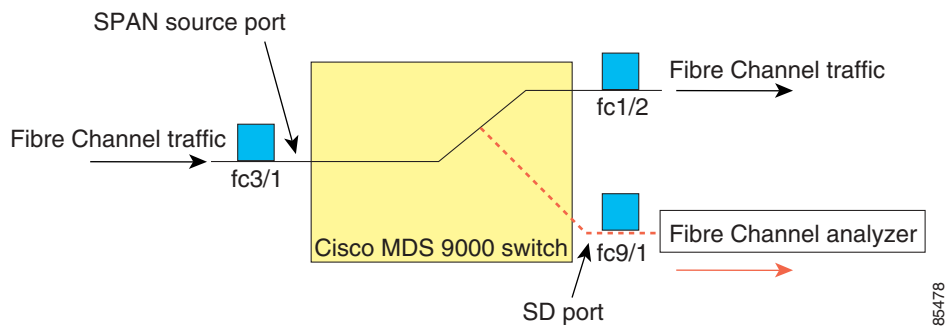 SPAN source port
Fibre Channel traffic
fc1/2
Fibre Channel traffic
fc3/1
Cisco MDS 9000 switch
fc9/1
Fibre Channel analyzer
SD port
85478